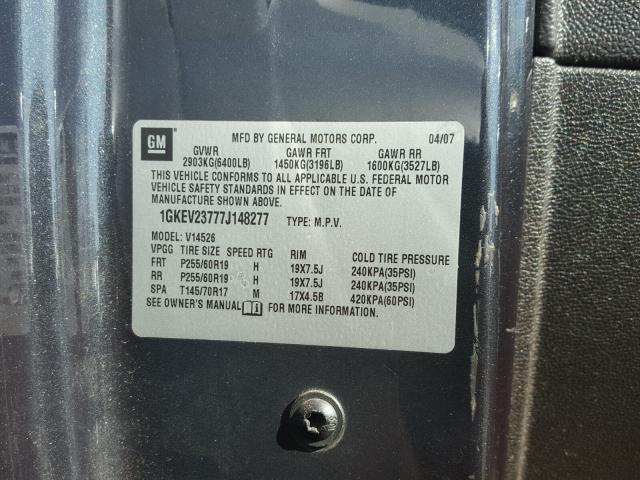 GM
MFD BY GENERAL MOTORS CORP. 04/07
GVWR GAWR FRT GAWR RR
2903KG(6400LB) 1450KG(3196LB) 1600KG(3527LB)
THIS VEHICLE CONFORMS TO ALL APPLICABLE U.S. FEDERAL MOTOR
VEHICLE SAFETY STANDARDS IN EFFECT ON THE DATE OF
MANUFACTURE SHOWN ABOVE.
1GKEV23777J148277 TYPE: M.P.V.
MODEL: V14526
VPGG TIRE SIZE SPEED RTG RIM COLD TIRE PRESSURE
FRT P255/60R19 H 19X7.5J 240KPA(35PSI)
RR P255/60R19 H 19X7.5J 240KPA(35PSI)
SPA T145/70R17 M 17X4.5B 420KPA(60PSI)
SEE OWNER'S MANUAL FOR MORE INFORMATION.